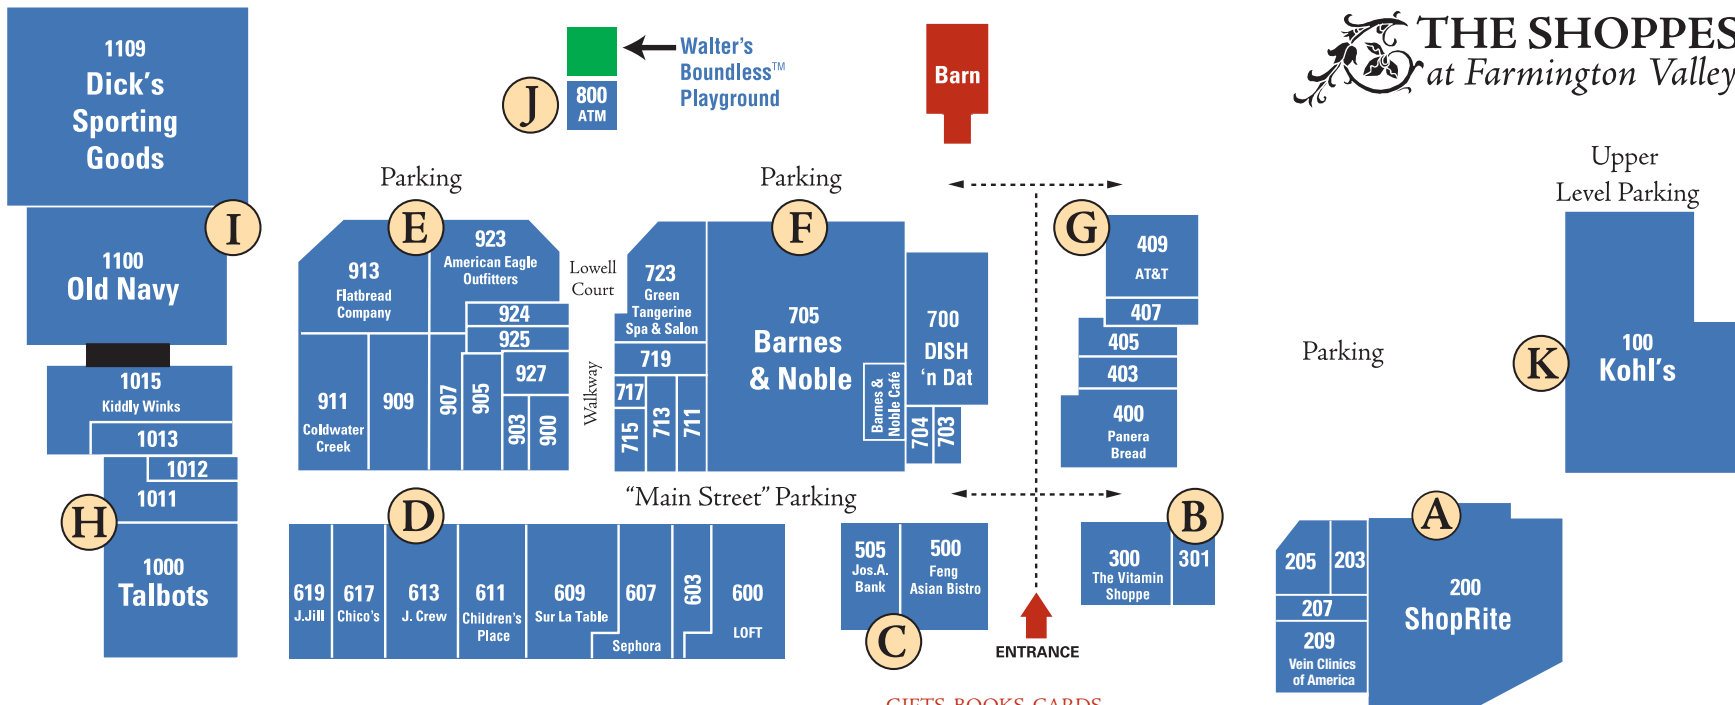 THE SHOPPES
at Farmington Valley
1109
Dick's
Sporting
Goods
I
1100
Old Navy
1015
Kiddly Winks
1013
1012
1011
H
1000
Talbots
J
800
ATM
Walter's
Boundless™
Playground
Barn
Parking
E
913
Flatbread
Company
923
American Eagle
Outfitters
924
925
927
911
Coldwater
Creek
909
907
905
903
900
Lowell
Court
Walkway
Parking
F
723
Green
Tangerine
Spa & Salon
719
717
715
713
711
705
Barnes
& Noble
Barnes &
Noble Café
700
DISH
'n Dat
704
703
G
409
AT&T
407
405
403
400
Panera
Bread
Parking
Upper
Level Parking
K
100
Kohl's
"Main Street" Parking
D
619
J.Jill
617
Chico's
613
J. Crew
611
Children's
Place
609
Sur La Table
607
Sephora
603
600
LOFT
505
Jos.A.
Bank
500
Feng
Asian Bistro
C
ENTRANCE
B
300
The Vitamin
Shoppe
301
A
205
203
207
209
Vein Clinics
of America
200
ShopRite
GIFTS, BOOKS, CARDS